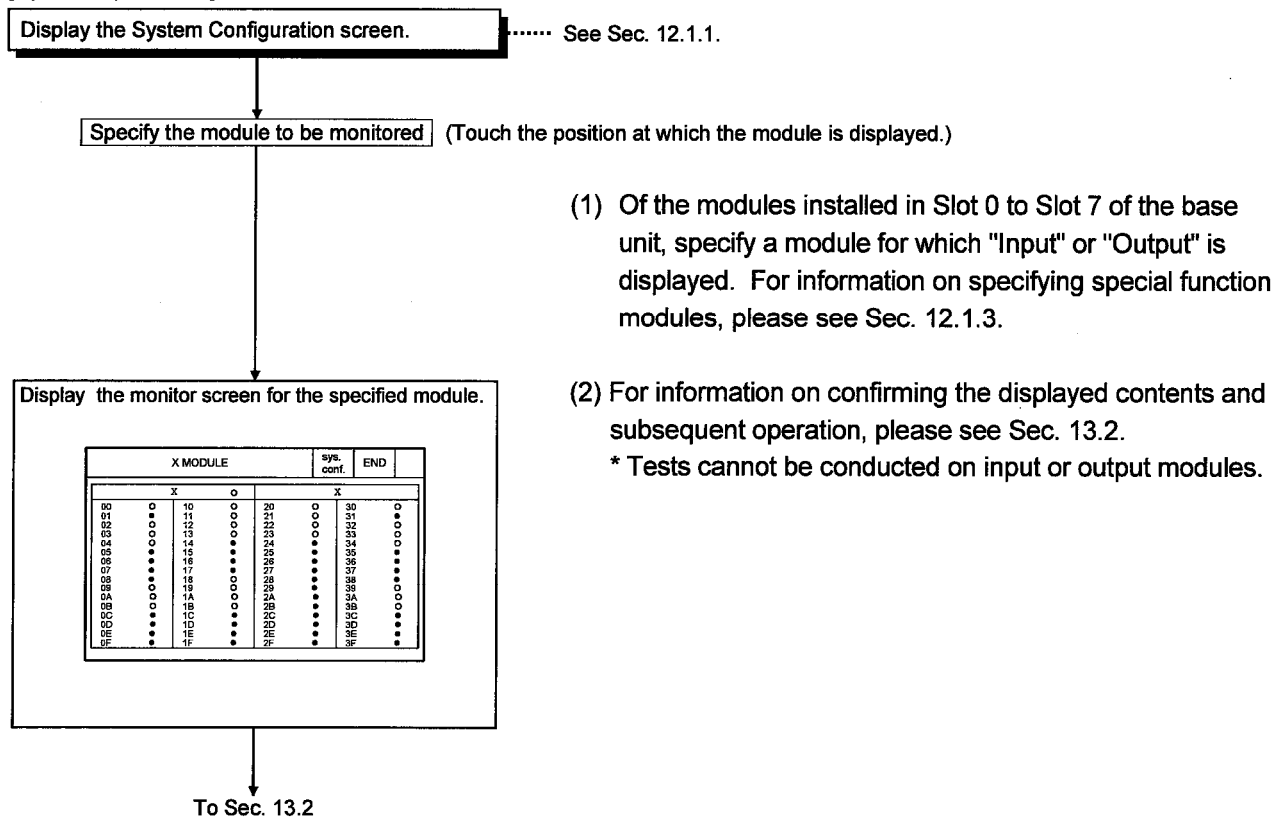 Display the System Configuration screen.
See Sec. 12.1.1.
Specify the module to be monitored (Touch the position at which the module is displayed.)
(1) Of the modules installed in Slot 0 to Slot 7 of the base
unit, specify a module for which "Input" or "Output" is
displayed. For information on specifying special function
modules, please see Sec. 12.1.3.
Display the monitor screen for the specified module.
(2) For information on confirming the displayed contents and
subsequent operation, please see Sec. 13.2.
* Tests cannot be conducted on input or output modules.
X MODULE sys. conf. END
X X
00 10 20 30
01 11 21 31
02 12 22 32
03 13 23 33
04 14 24 34
05 15 25 35
06 16 26 36
07 17 27 37
08 18 28 38
09 19 29 39
0A 1A 2A 3A
0B 1B 2B 3B
0C 1C 2C 3C
0D 1D 2D 3D
0E 1E 2E 3E
0F 1F 2F 3F
To Sec. 13.2